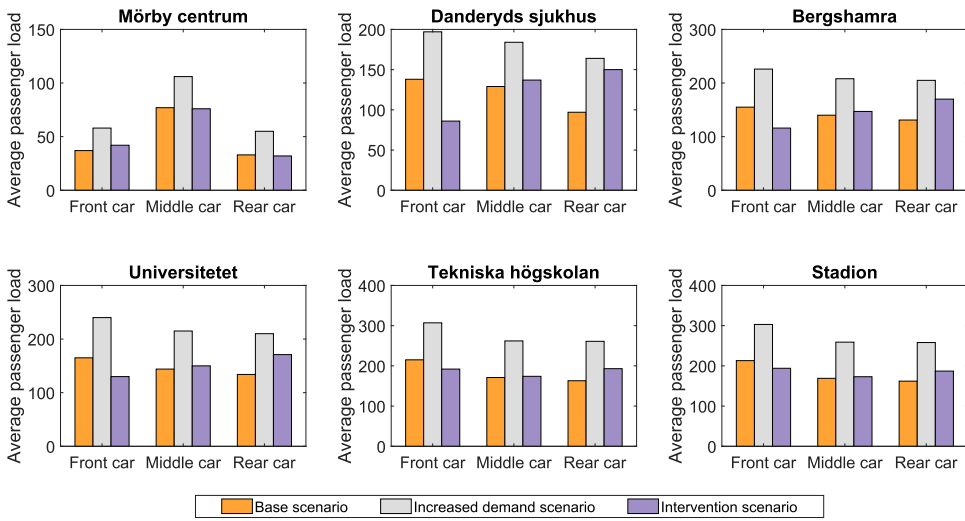 Mörby centrum
Average passenger load
150
100
50
0
Front car Middle car Rear car
Danderyds sjukhus
Average passenger load
200
150
100
50
0
Front car Middle car Rear car
Bergshamra
Average passenger load
300
200
100
0
Front car Middle car Rear car
Universitetet
Average passenger load
300
200
100
0
Front car Middle car Rear car
Tekniska högskolan
Average passenger load
400
300
200
100
0
Front car Middle car Rear car
Stadion
Average passenger load
400
300
200
100
0
Front car Middle car Rear car
Base scenario Increased demand scenario Intervention scenario